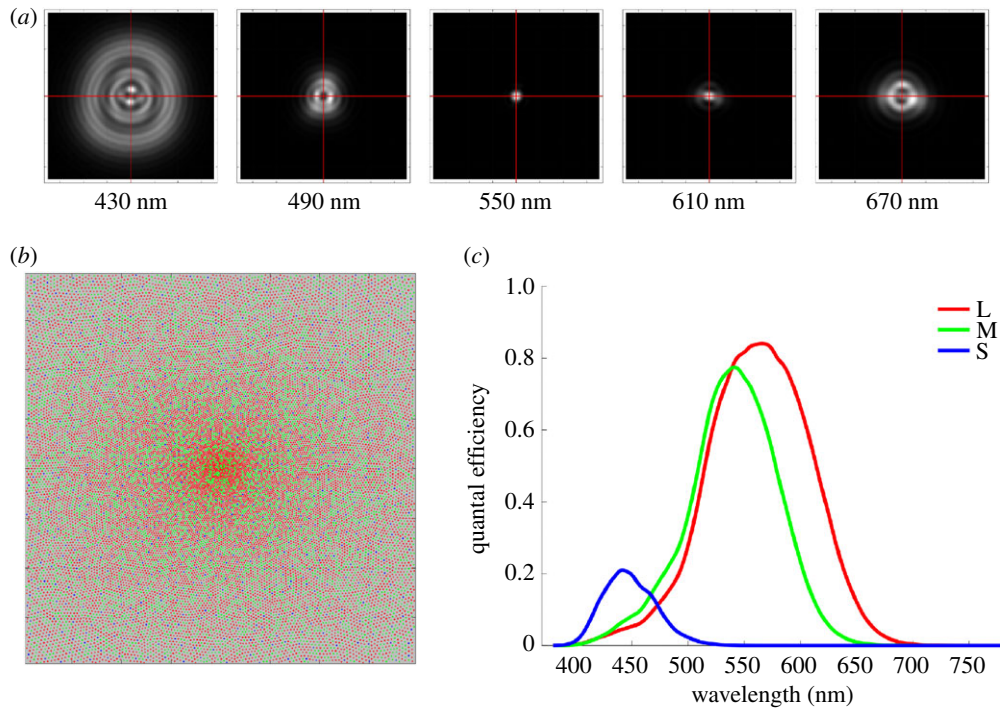 (a)
430 nm 490 nm 550 nm 610 nm 670 nm
(b)
(c)
1.0
0.8
0.6
0.4
0.2
0
quantal efficiency
L
M
S
400 450 500 550 600 650 700 750
wavelength (nm)